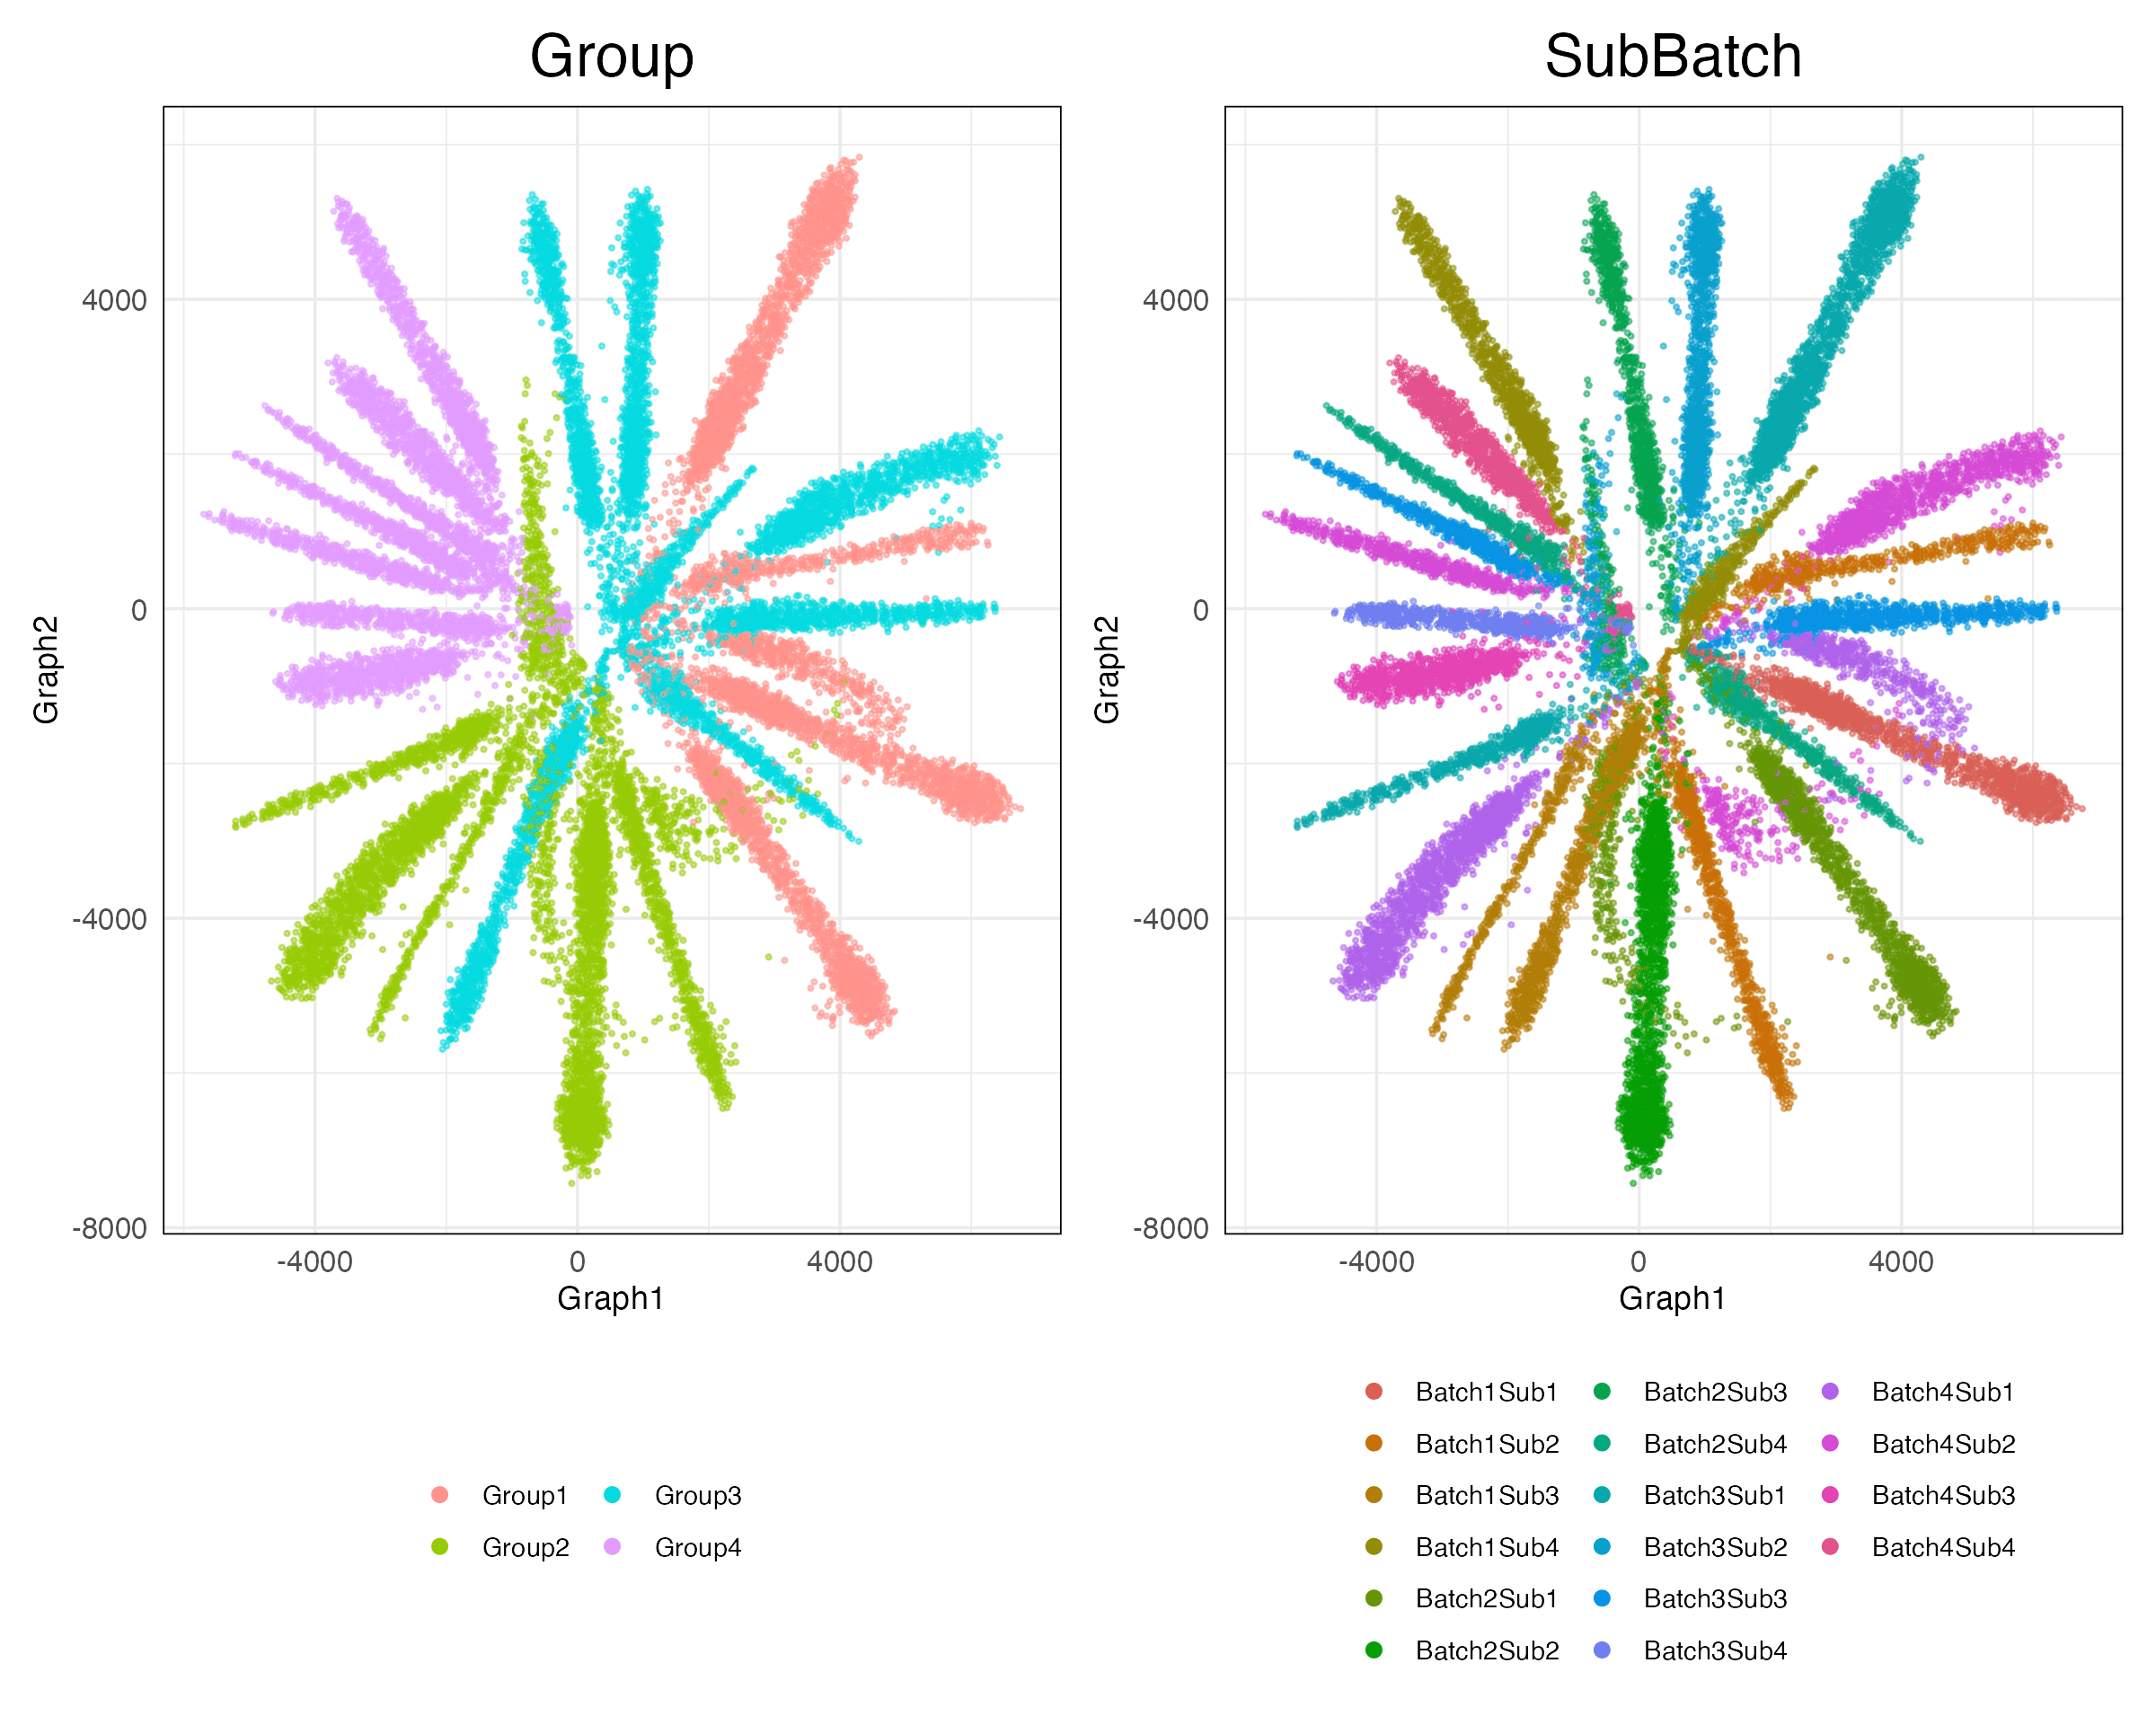 Group
SubBatch
4000
0
-4000
-8000
-4000
0
4000
Graph1
Graph2
4000
0
-4000
-8000
-4000
0
4000
Graph1
Graph2
Group1
Group3
Group2
Group4
Batch1Sub1
Batch2Sub3
Batch4Sub1
Batch1Sub2
Batch2Sub4
Batch4Sub2
Batch1Sub3
Batch3Sub1
Batch4Sub3
Batch1Sub4
Batch3Sub2
Batch4Sub4
Batch2Sub1
Batch3Sub3
Batch2Sub2
Batch3Sub4